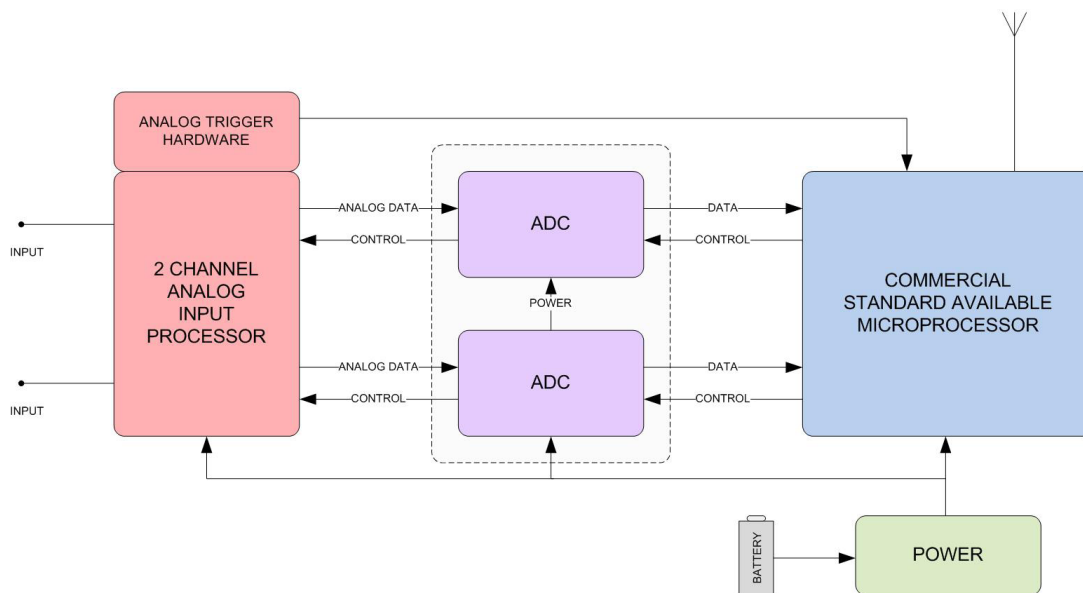 ANALOG TRIGGER
HARDWARE
INPUT
INPUT
2 CHANNEL
ANALOG
INPUT
PROCESSOR
ANALOG DATA
CONTROL
ADC
DATA
CONTROL
POWER
ANALOG DATA
CONTROL
ADC
DATA
CONTROL
COMMERCIAL
STANDARD AVAILABLE
MICROPROCESSOR
BATTERY
POWER